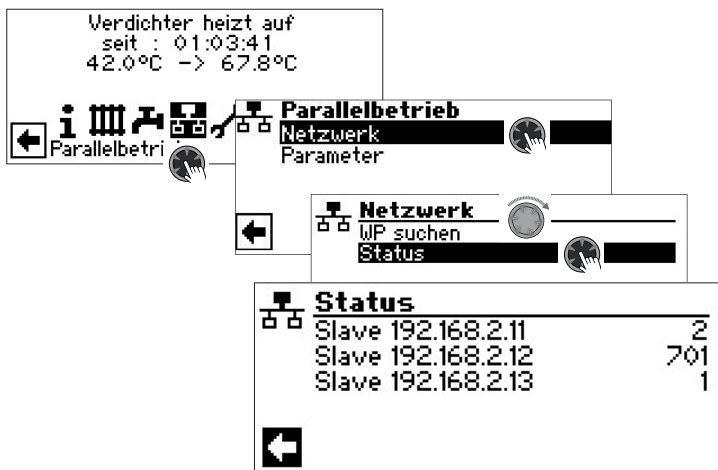 Verdichter heizt auf
seit : 01:03:41
42.0°C -> 67.8°C
Parallelbetri
Parallelbetrieb
Netzwerk
Parameter
Netzwerk
WP suchen
Status
Status
Slave 192.168.2.11 2
Slave 192.168.2.12 701
Slave 192.168.2.13 1